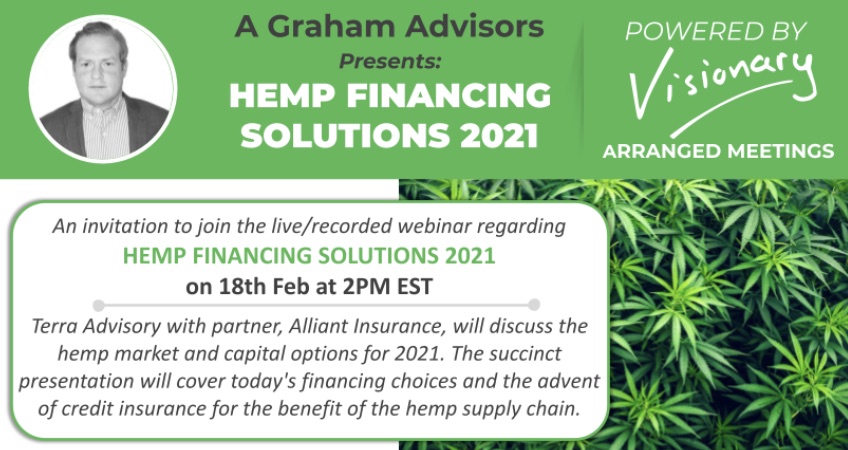 A Graham Advisors
Presents:
HEMP FINANCING
SOLUTIONS 2021
POWERED BY
Visionary
ARRANGED MEETINGS
An invitation to join the live/recorded webinar regarding
HEMP FINANCING SOLUTIONS 2021
on 18th Feb at 2PM EST
Terra Advisory with partner, Alliant Insurance, will discuss the
hemp market and capital options for 2021. The succinct
presentation will cover today's financing choices and the advent
of credit insurance for the benefit of the hemp supply chain.